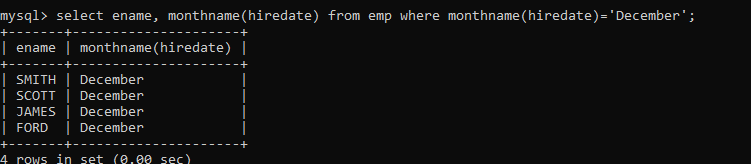 mysql> select ename, monthname(hiredate) from emp where monthname(hiredate)='December';
+-------+---------------------+
| ename | monthname(hiredate) |
+-------+---------------------+
| SMITH | December            |
| SCOTT | December            |
| JAMES | December            |
| FORD  | December            |
+-------+---------------------+
4 rows in set (0.00 sec)